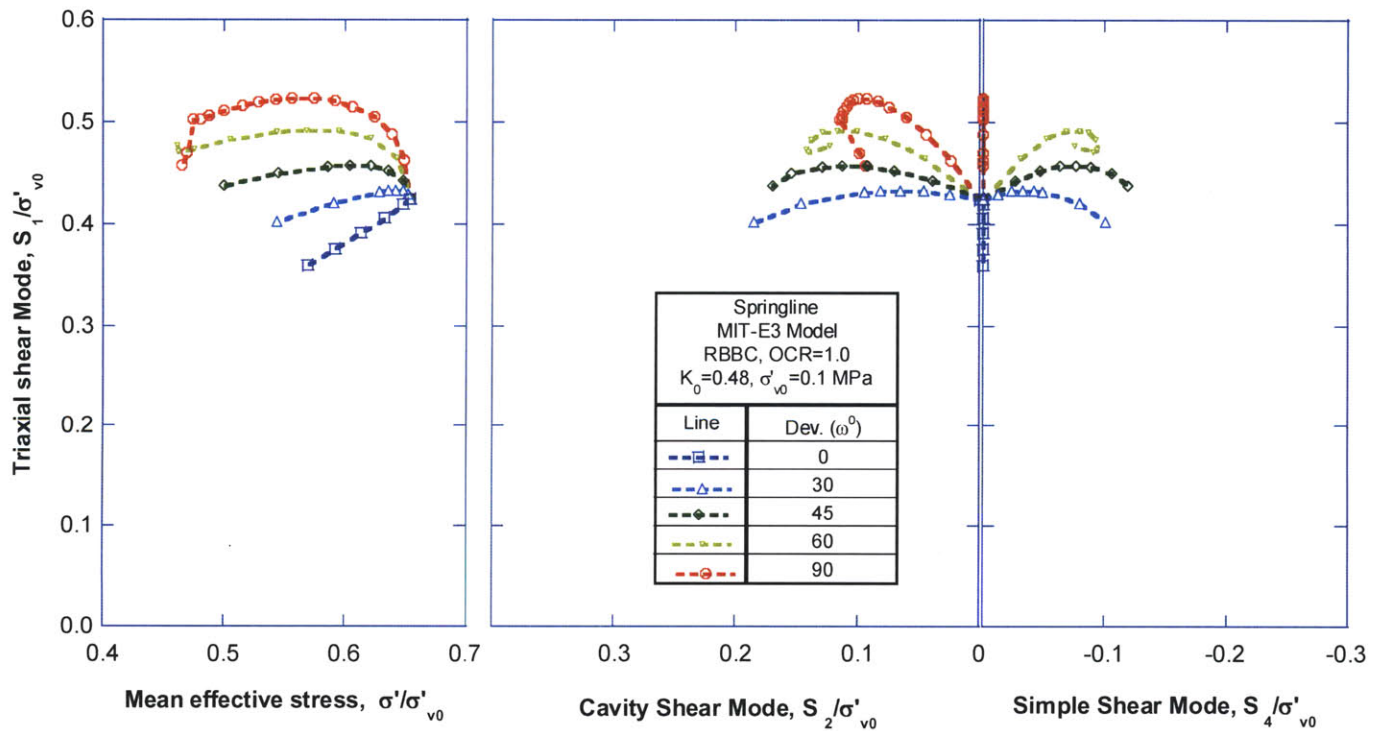 0.6
0.5
0.4
0.3
0.2
0.1
0.0
Triaxial shear Mode, S₁/σ'ᵥ₀
Springline
MIT-E3 Model
RBBC, OCR=1.0
K₀=0.48, σ'ᵥ₀=0.1 MPa
Line Dev. (ω⁰)
0
30
45
60
90
0.4 0.5 0.6 0.7 0.3 0.2 0.1 0 -0.1 -0.2 -0.3
Mean effective stress, σ'/σ'ᵥ₀ Cavity Shear Mode, S₂/σ'ᵥ₀ Simple Shear Mode, S₄/σ'ᵥ₀